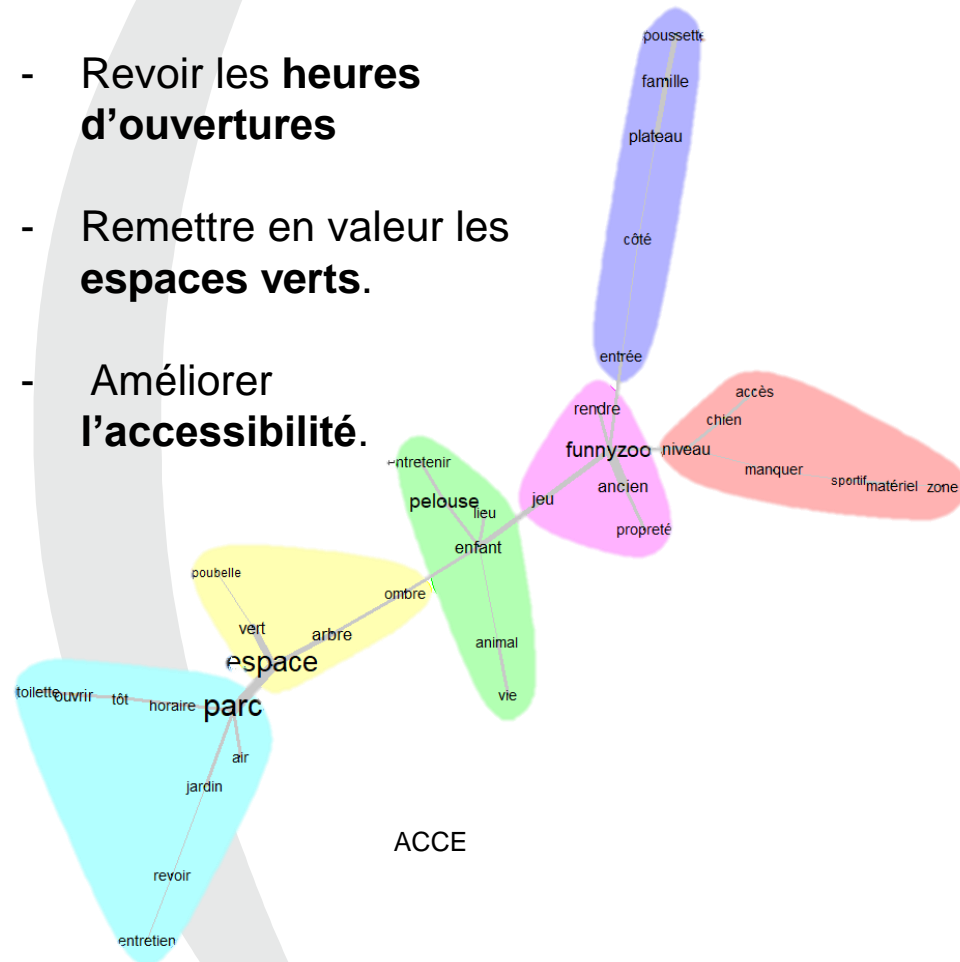 - Revoir les heures
d’ouvertures
- Remettre en valeur les
espaces verts.
- Améliorer
l’accessibilité.
poussette
famille
plateau
côté
entrée
rendre
funnyzoo
ancien
jeu
propreté
accès
chien
niveau
manquer
sportif
matériel
zone
entretenir
pelouse
lieu
enfant
animal
vie
poubelle
ombre
vert
arbre
espace
toilette
ouvrir
tôt
horaire
parc
air
jardin
revoir
entretien
ACCE